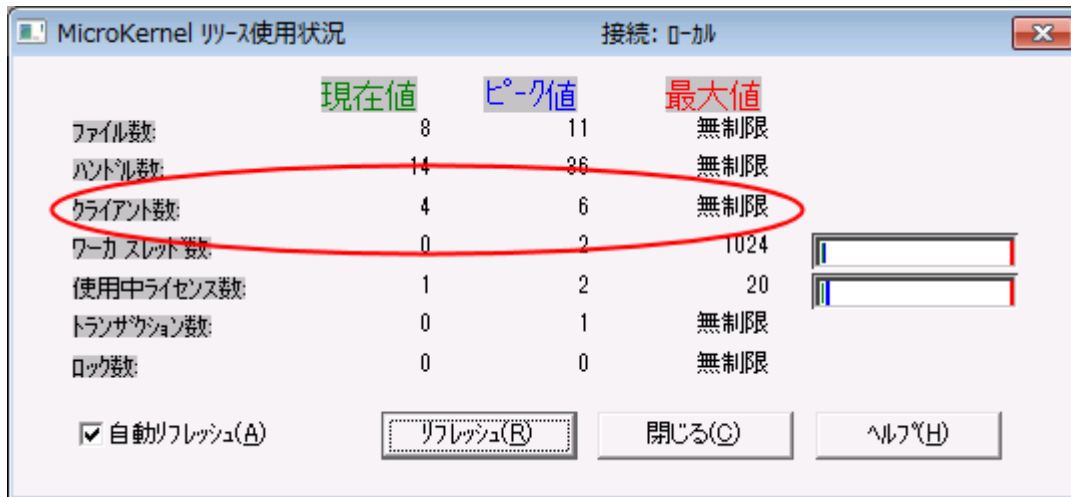 MicroKernel ﾘｿｰｽ使用状況 接続: ﾛｰｶﾙ
現在値 ﾋﾟｰｸ値 最大値
ﾌｧｲﾙ数: 8 11 無制限
ﾊﾝﾄﾞﾙ数: 14 36 無制限
ｸﾗｲｱﾝﾄ数: 4 6 無制限
ﾜｰｶ ｽﾚｯﾄﾞ数: 0 2 1024
使用中ﾗｲｾﾝｽ数: 1 2 20
ﾄﾗﾝｻﾞｸｼｮﾝ数: 0 1 無制限
ﾛｯｸ数: 0 0 無制限
自動ﾘﾌﾚｯｼｭ(A) ﾘﾌﾚｯｼｭ(R) 閉じる(C) ﾍﾙﾌﾟ(H)